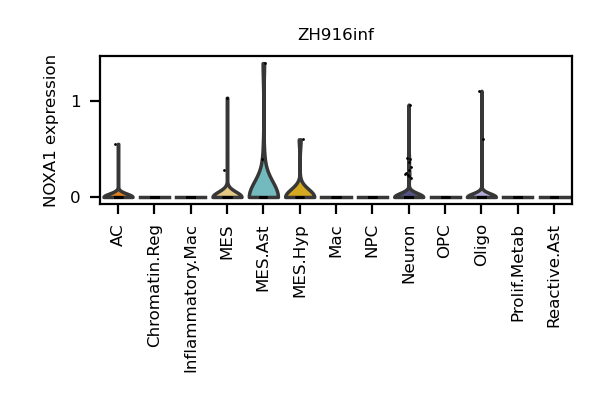 ZH916inf
NOXA1 expression
1
0
AC
Chromatin.Reg
Inflammatory.Mac
MES
MES.Ast
MES.Hyp
Mac
NPC
Neuron
OPC
Oligo
Prolif.Metab
Reactive.Ast